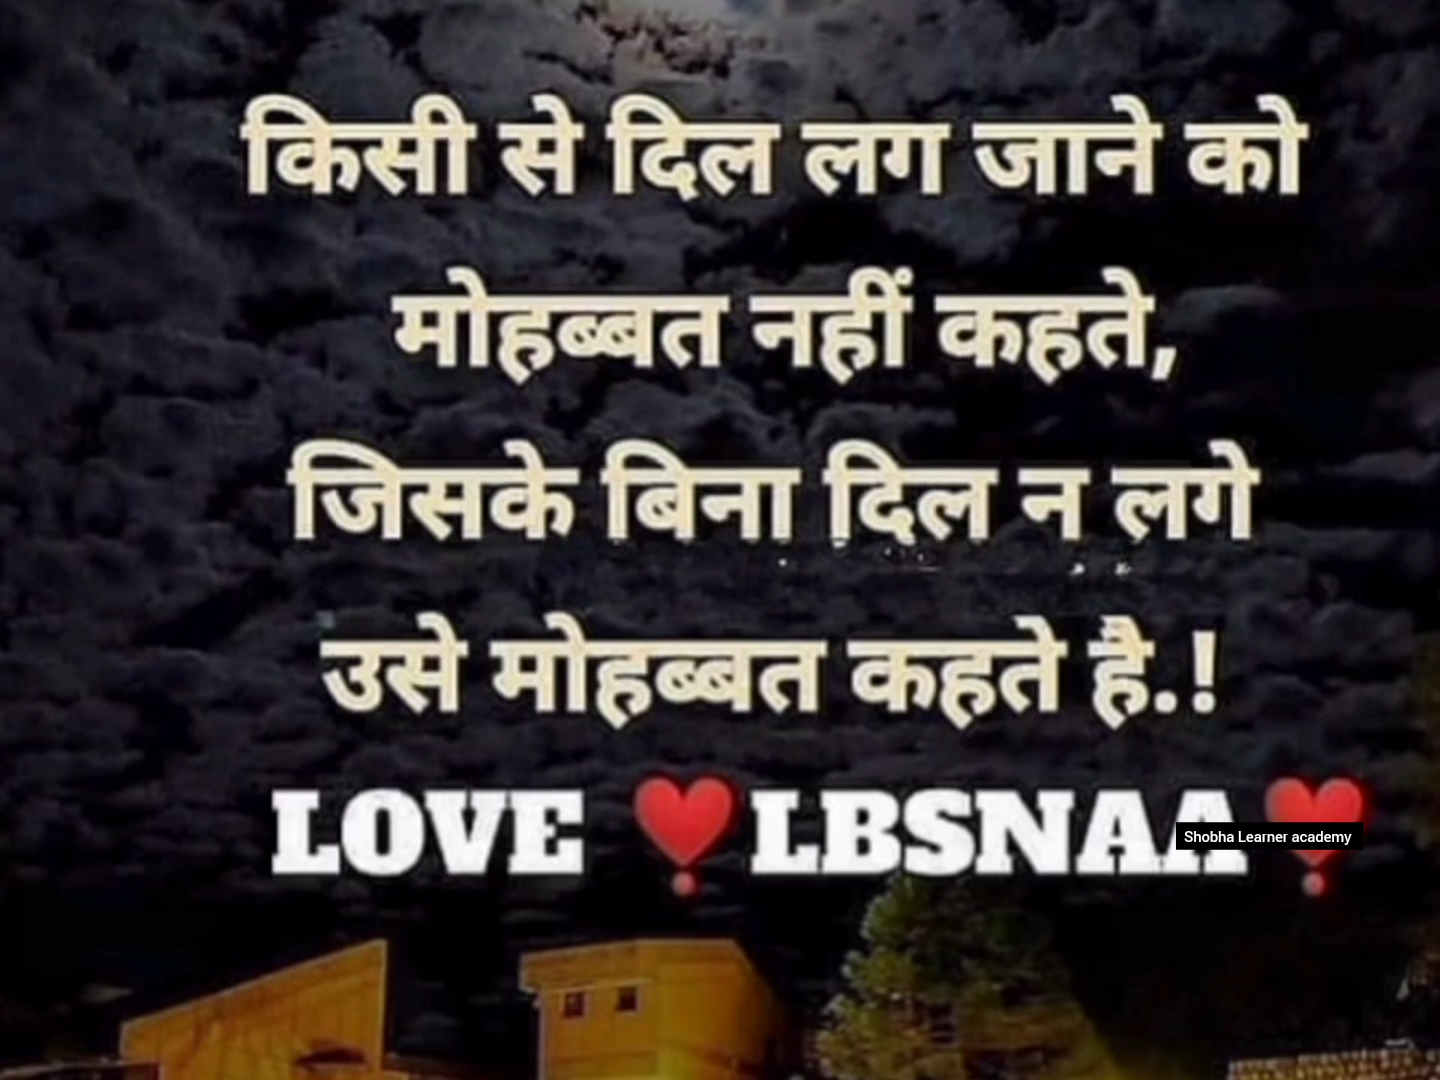 किसी से दिल लग जाने को
मोहब्बत नहीं कहते,
जिसके बिना दिल न लगे
उसे मोहब्बत कहते है.!
LOVE ❣️LBSNAA❣️
Shobha Learner academy